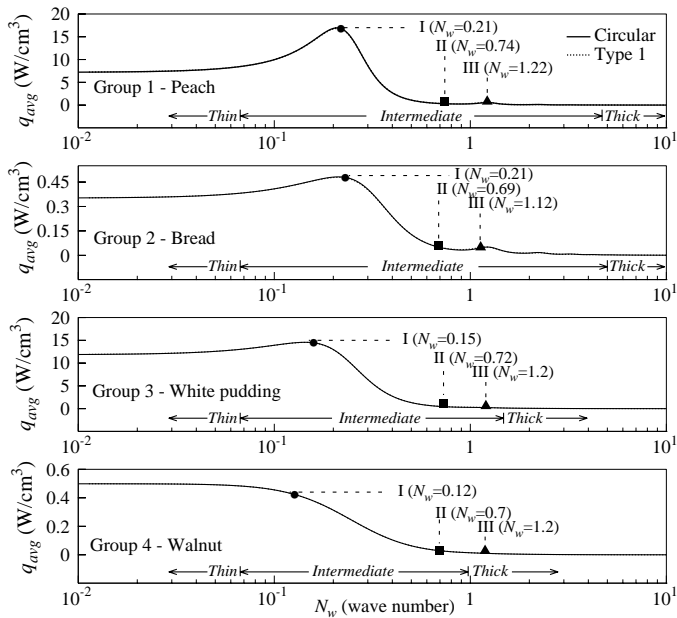 q_avg (W/cm³)
20
15
10
5
0
I (N_w=0.21)
II (N_w=0.74)
III (N_w=1.22)
Circular
Type 1
Group 1 - Peach
Thin Intermediate Thick
10⁻² 10⁻¹ 1 10¹
q_avg (W/cm³)
0.45
0.3
0.15
0
I (N_w=0.21)
II (N_w=0.69)
III (N_w=1.12)
Group 2 - Bread
Thin Intermediate Thick
10⁻² 10⁻¹ 1 10¹
q_avg (W/cm³)
20
15
10
5
0
I (N_w=0.15)
II (N_w=0.72)
III (N_w=1.2)
Group 3 - White pudding
Thin Intermediate Thick
10⁻² 10⁻¹ 1 10¹
q_avg (W/cm³)
0.6
0.4
0.2
0
I (N_w=0.12)
II (N_w=0.7)
III (N_w=1.2)
Group 4 - Walnut
Thin Intermediate Thick
10⁻² 10⁻¹ 1 10¹
N_w (wave number)